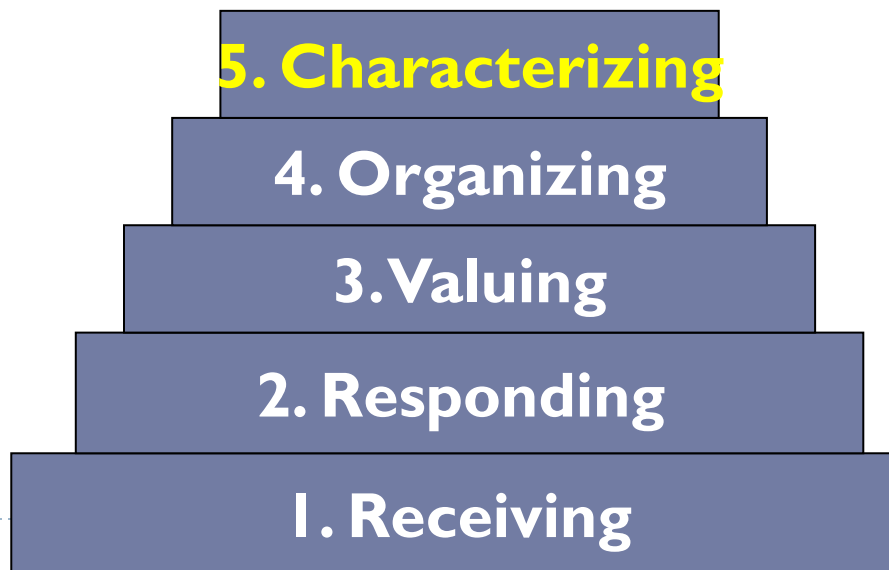 5. Characterizing
4. Organizing
3. Valuing
2. Responding
1. Receiving